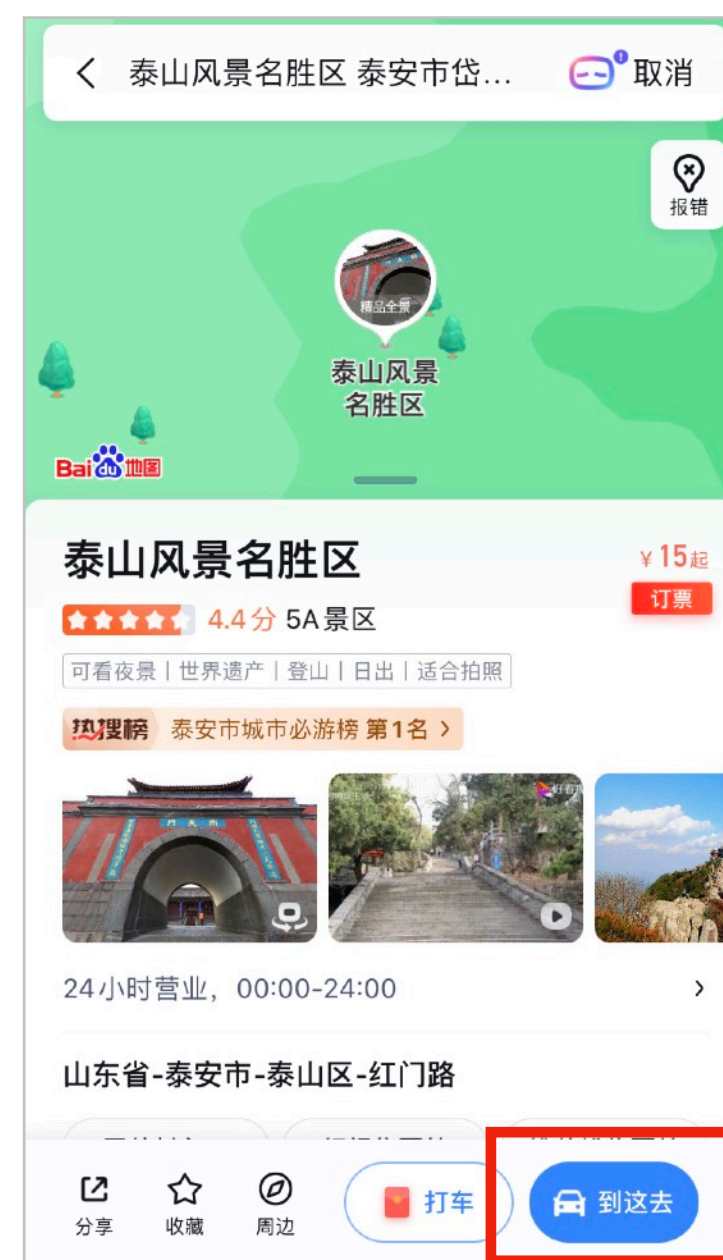 泰山风景名胜区 泰安市岱...
取消
报错
精品全景
泰山风景
名胜区
Bai du 地图
泰山风景名胜区
¥15起
4.4分 5A景区
订票
可看夜景 | 世界遗产 | 登山 | 日出 | 适合拍照
热搜榜 泰安市城市必游榜 第1名 >
南天门
24小时营业，00:00-24:00
山东省-泰安市-泰山区-红门路
分享
收藏
周边
打车
到这去